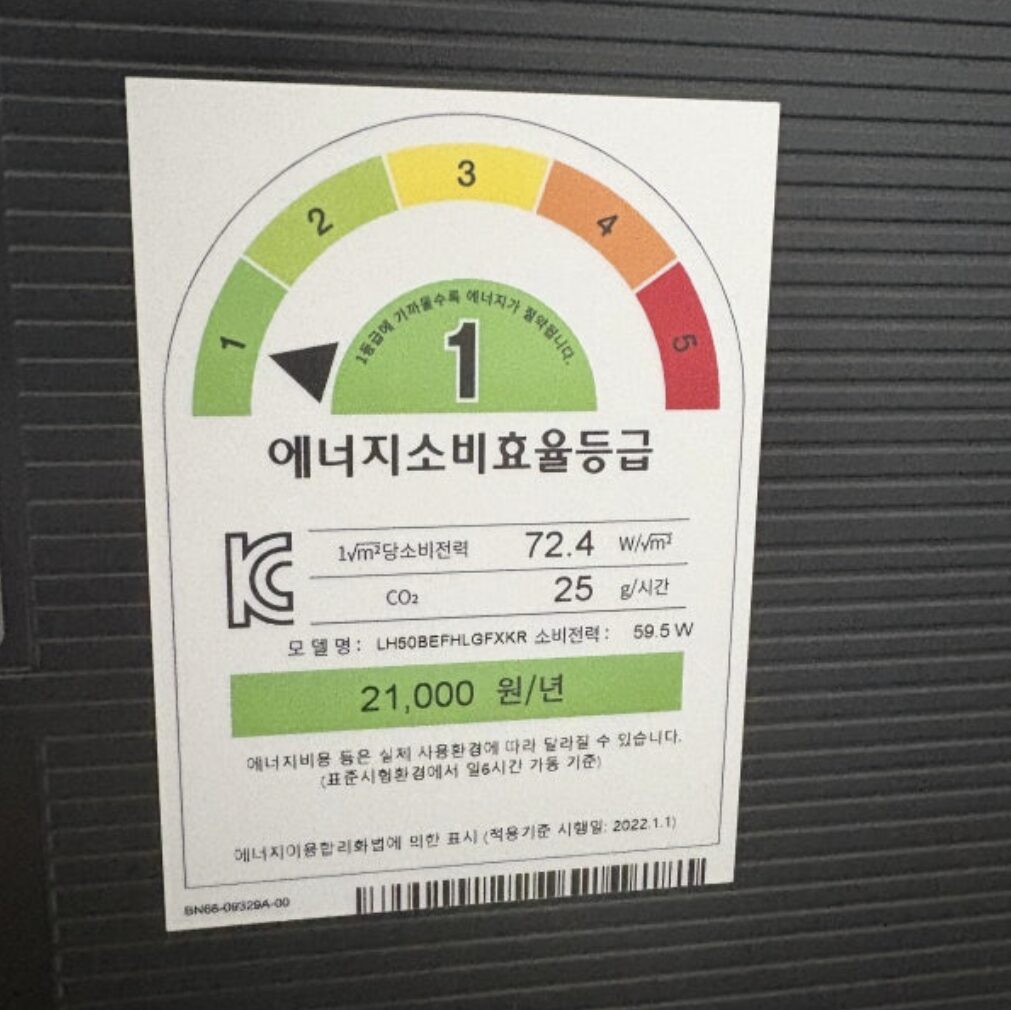 1
2
3
4
5
1등급에 가까울수록 에너지가 절약됩니다.
1
에너지소비효율등급
1√m²당소비전력 72.4 W/√m²
CO₂ 25 g/시간
모델명: LH50BEFHLGFXKR 소비전력: 59.5 W
21,000 원/년
에너지비용 등은 실제 사용환경에 따라 달라질 수 있습니다.
(표준시험환경에서 일6시간 가동 기준)
에너지이용합리화법에 의한 표시 (적용기준 시행일: 2022.1.1)
BN68-09329A-00